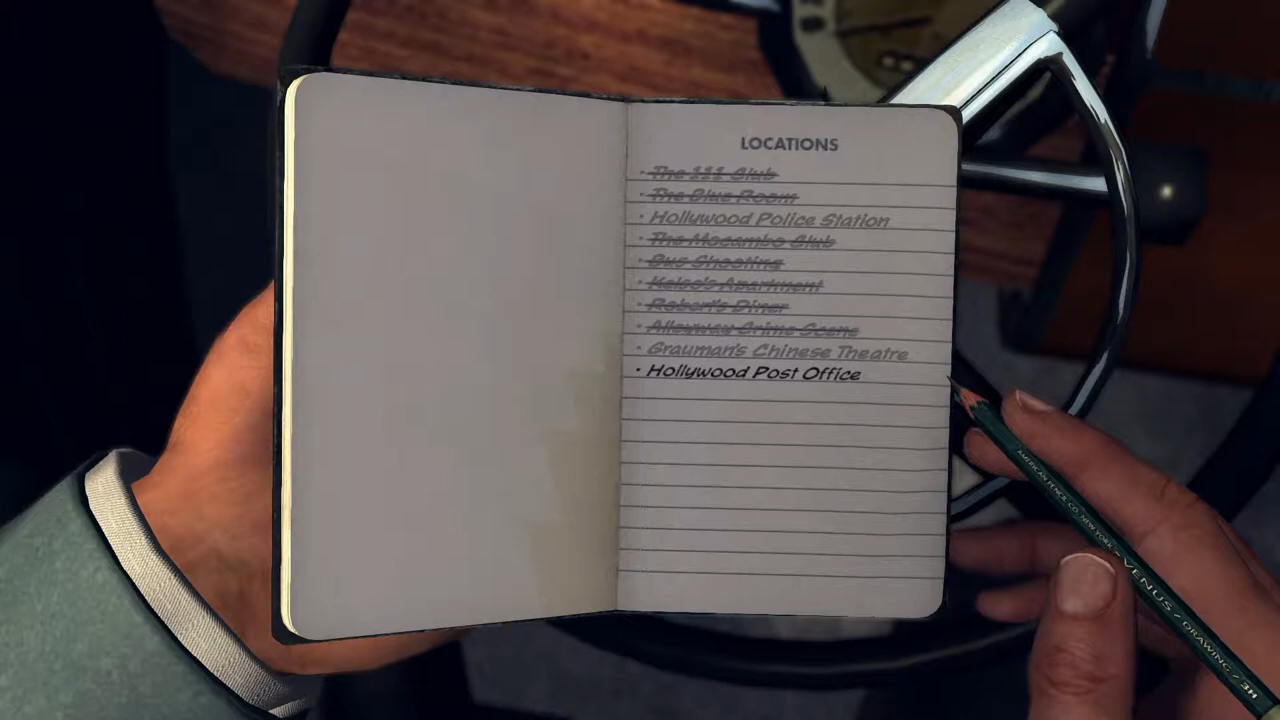 LOCATIONS
· The 111 Club
· The Blue Room
· Hollywood Police Station
· The Mocambo Club
· Bus Shooting
· Kelso's Apartment
· Robert's Diner
· Alleyway Crime Scene
· Grauman's Chinese Theatre
· Hollywood Post Office
AMERICAN PENCIL CO. NEW YORK VENUS DRAWING 3H